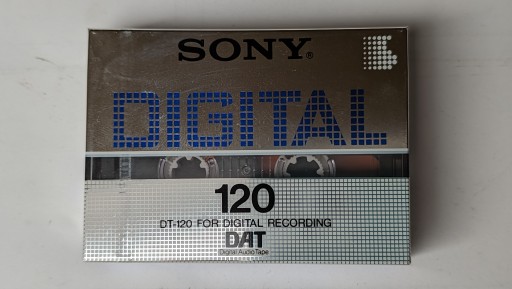 SONY®
DIGITAL
120
DT-120 FOR DIGITAL RECORDING
DAT
Digital Audio Tape